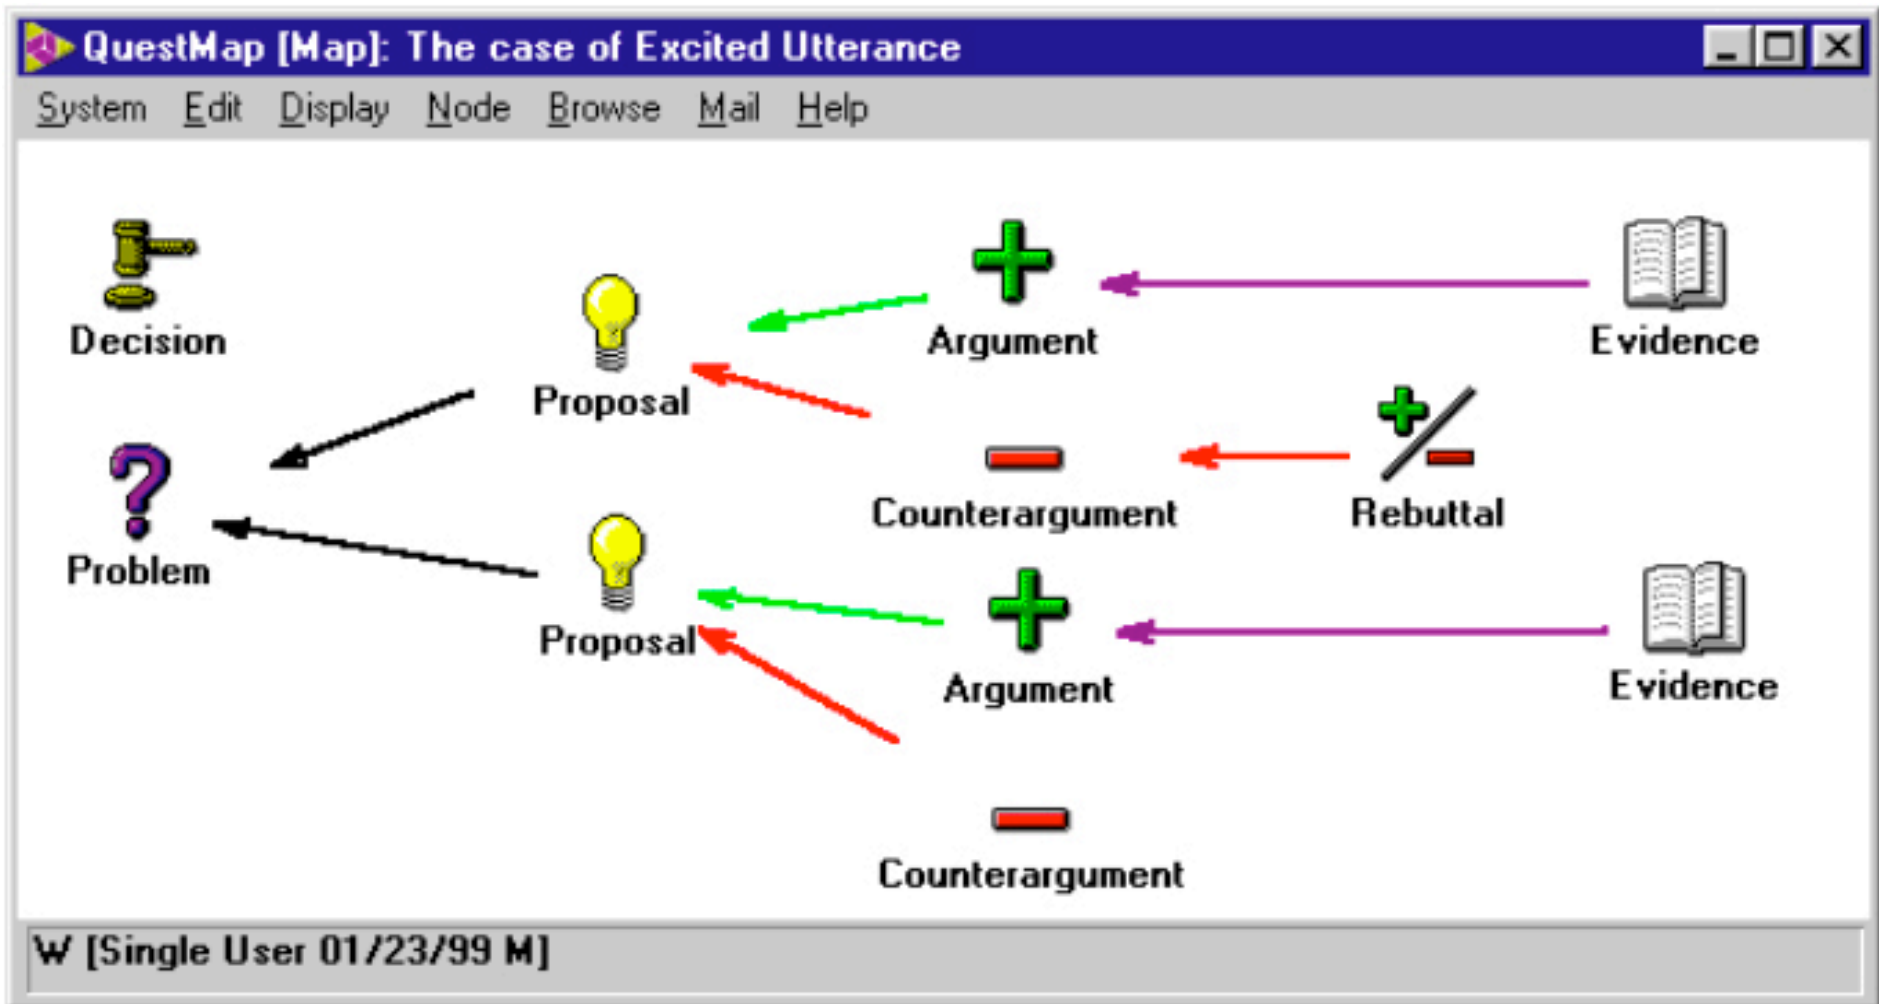 QuestMap [Map]: The case of Excited Utterance
System Edit Display Node Browse Mail Help
Decision
Proposal
Argument
Evidence
Problem
Counterargument
Rebuttal
Proposal
Argument
Evidence
Counterargument
W [Single User 01/23/99 M]